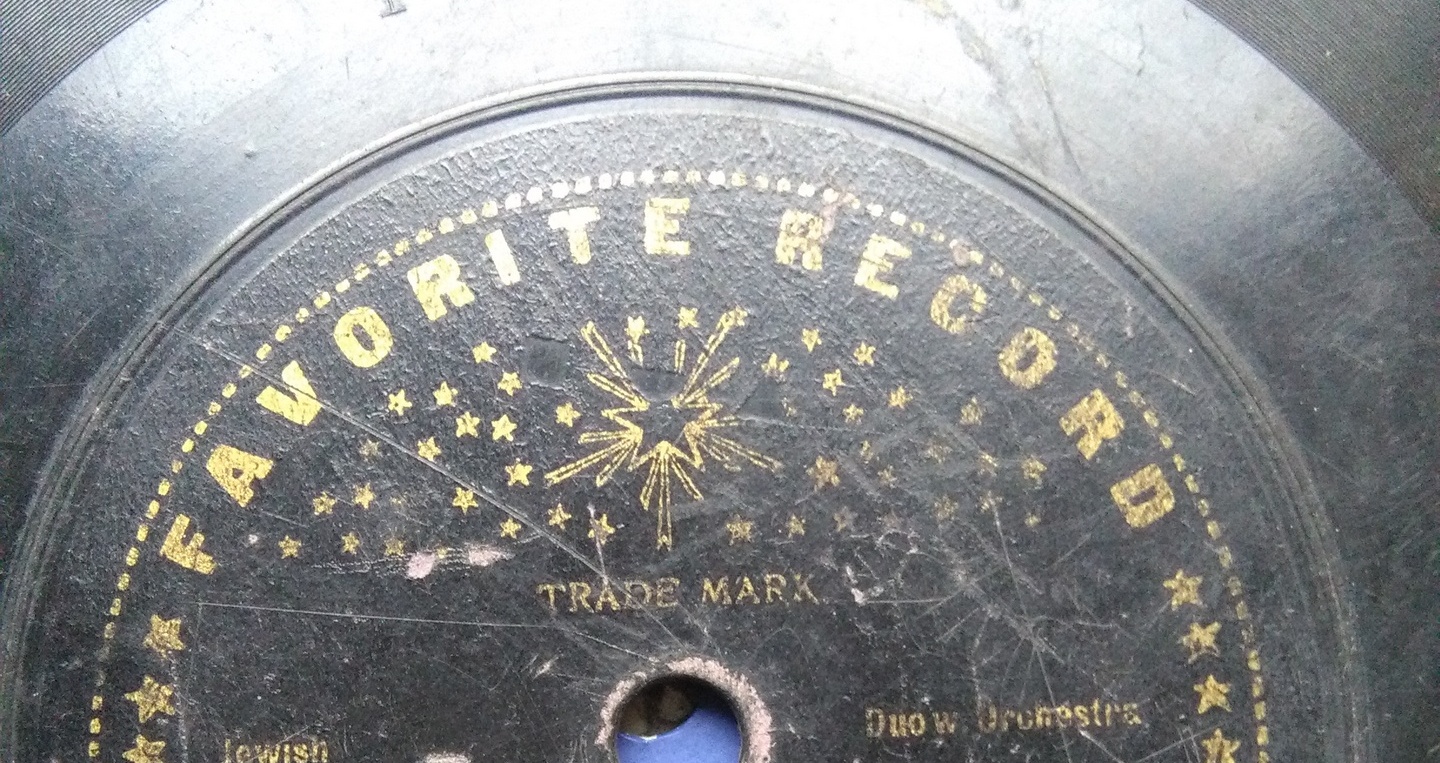 FAVORITE RECORD
TRADE MARK
Duo w Orchestra
Jewish